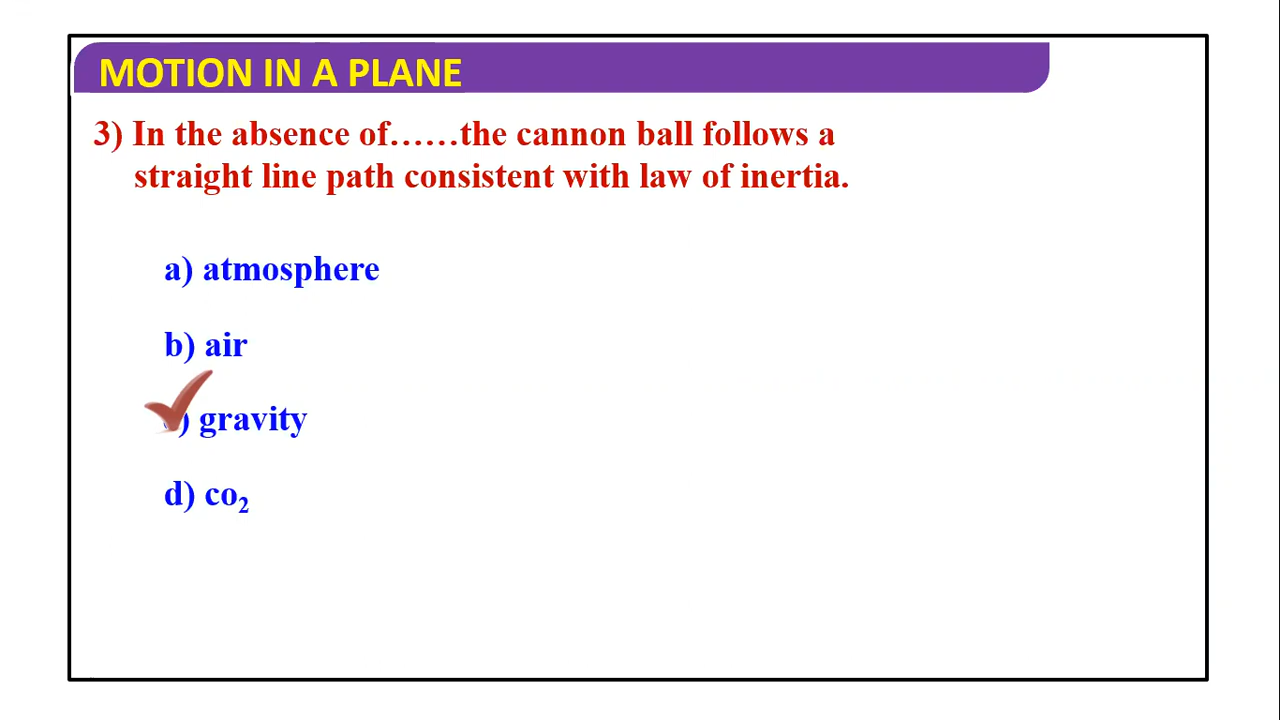 MOTION IN A PLANE
3) In the absence of......the cannon ball follows a
straight line path consistent with law of inertia.
a) atmosphere
b) air
) gravity
d) co₂